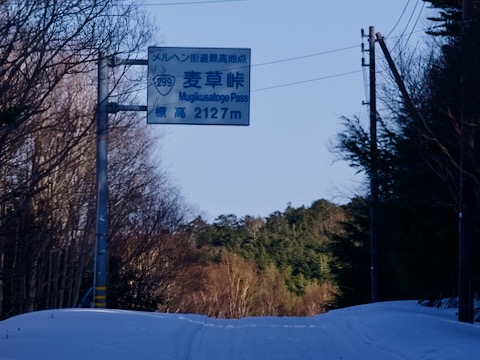 メルヘン街道最高地点
299 麦草峠
Mugikusatoge Pass
標高 2127m